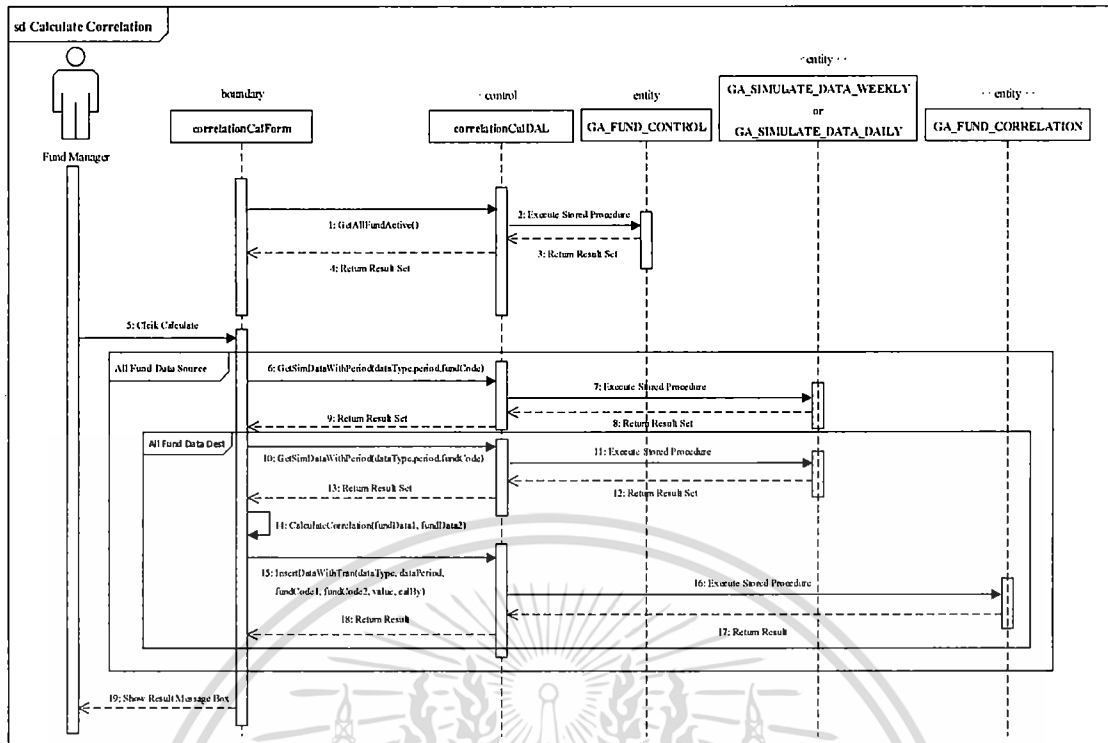 sd Calculate Correlation
Fund Manager
boundary
correlationCalForm
control
correlationCalDAL
entity
GA_FUND_CONTROL
entity
GA_SIMULATE_DATA_WEEKLY
or
GA_SIMULATE_DATA_DAILY
entity
GA_FUND_CORRELATION
1: GetAllFundActive()
2: Execute Stored Procedure
3: Return Result Set
4: Return Result Set
5: Cleik Calculate
All Fund Data Source
6: GetSimDataWithPeriod(dataType,period,fundCode)
7: Execute Stored Procedure
8: Return Result Set
9: Return Result Set
All Fund Data Dest
10: GetSimDataWithPeriod(dataType,period,fundCode)
11: Execute Stored Procedure
12: Return Result Set
13: Return Result Set
14: CalculateCorrelation(fundData1, fundData2)
15: InsertDataWithTran(dataType, dataPeriod,
fundCode1, fundCode2, value, calBy)
16: Execute Stored Procedure
17: Return Result
18: Return Result
19: Show Result Message Box